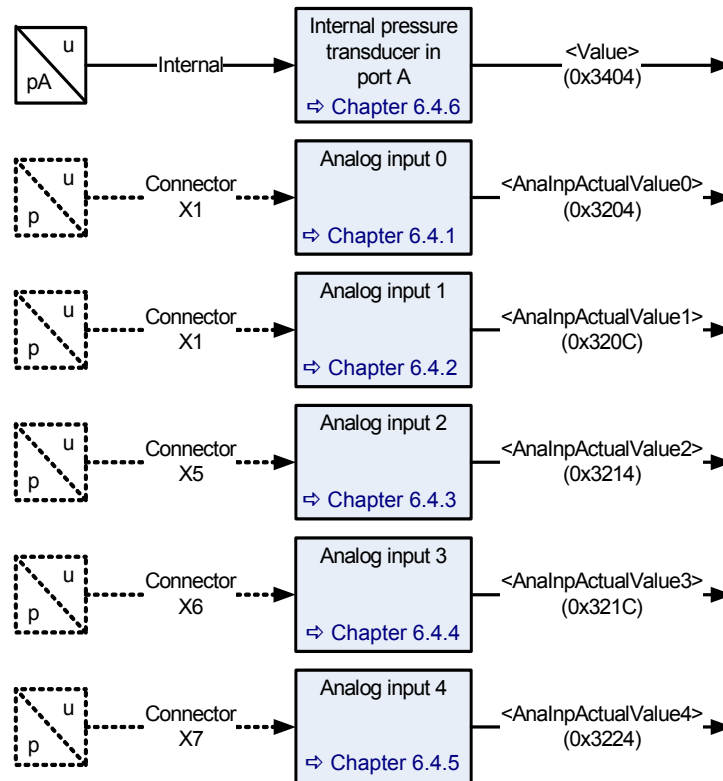 u
pA
Internal
Internal pressure
transducer in
port A
⇨ Chapter 6.4.6
<Value>
(0x3404)
u
p
Connector
X1
Analog input 0
⇨ Chapter 6.4.1
<AnaInpActualValue0>
(0x3204)
u
p
Connector
X1
Analog input 1
⇨ Chapter 6.4.2
<AnaInpActualValue1>
(0x320C)
u
p
Connector
X5
Analog input 2
⇨ Chapter 6.4.3
<AnaInpActualValue2>
(0x3214)
u
p
Connector
X6
Analog input 3
⇨ Chapter 6.4.4
<AnaInpActualValue3>
(0x321C)
u
p
Connector
X7
Analog input 4
⇨ Chapter 6.4.5
<AnaInpActualValue4>
(0x3224)